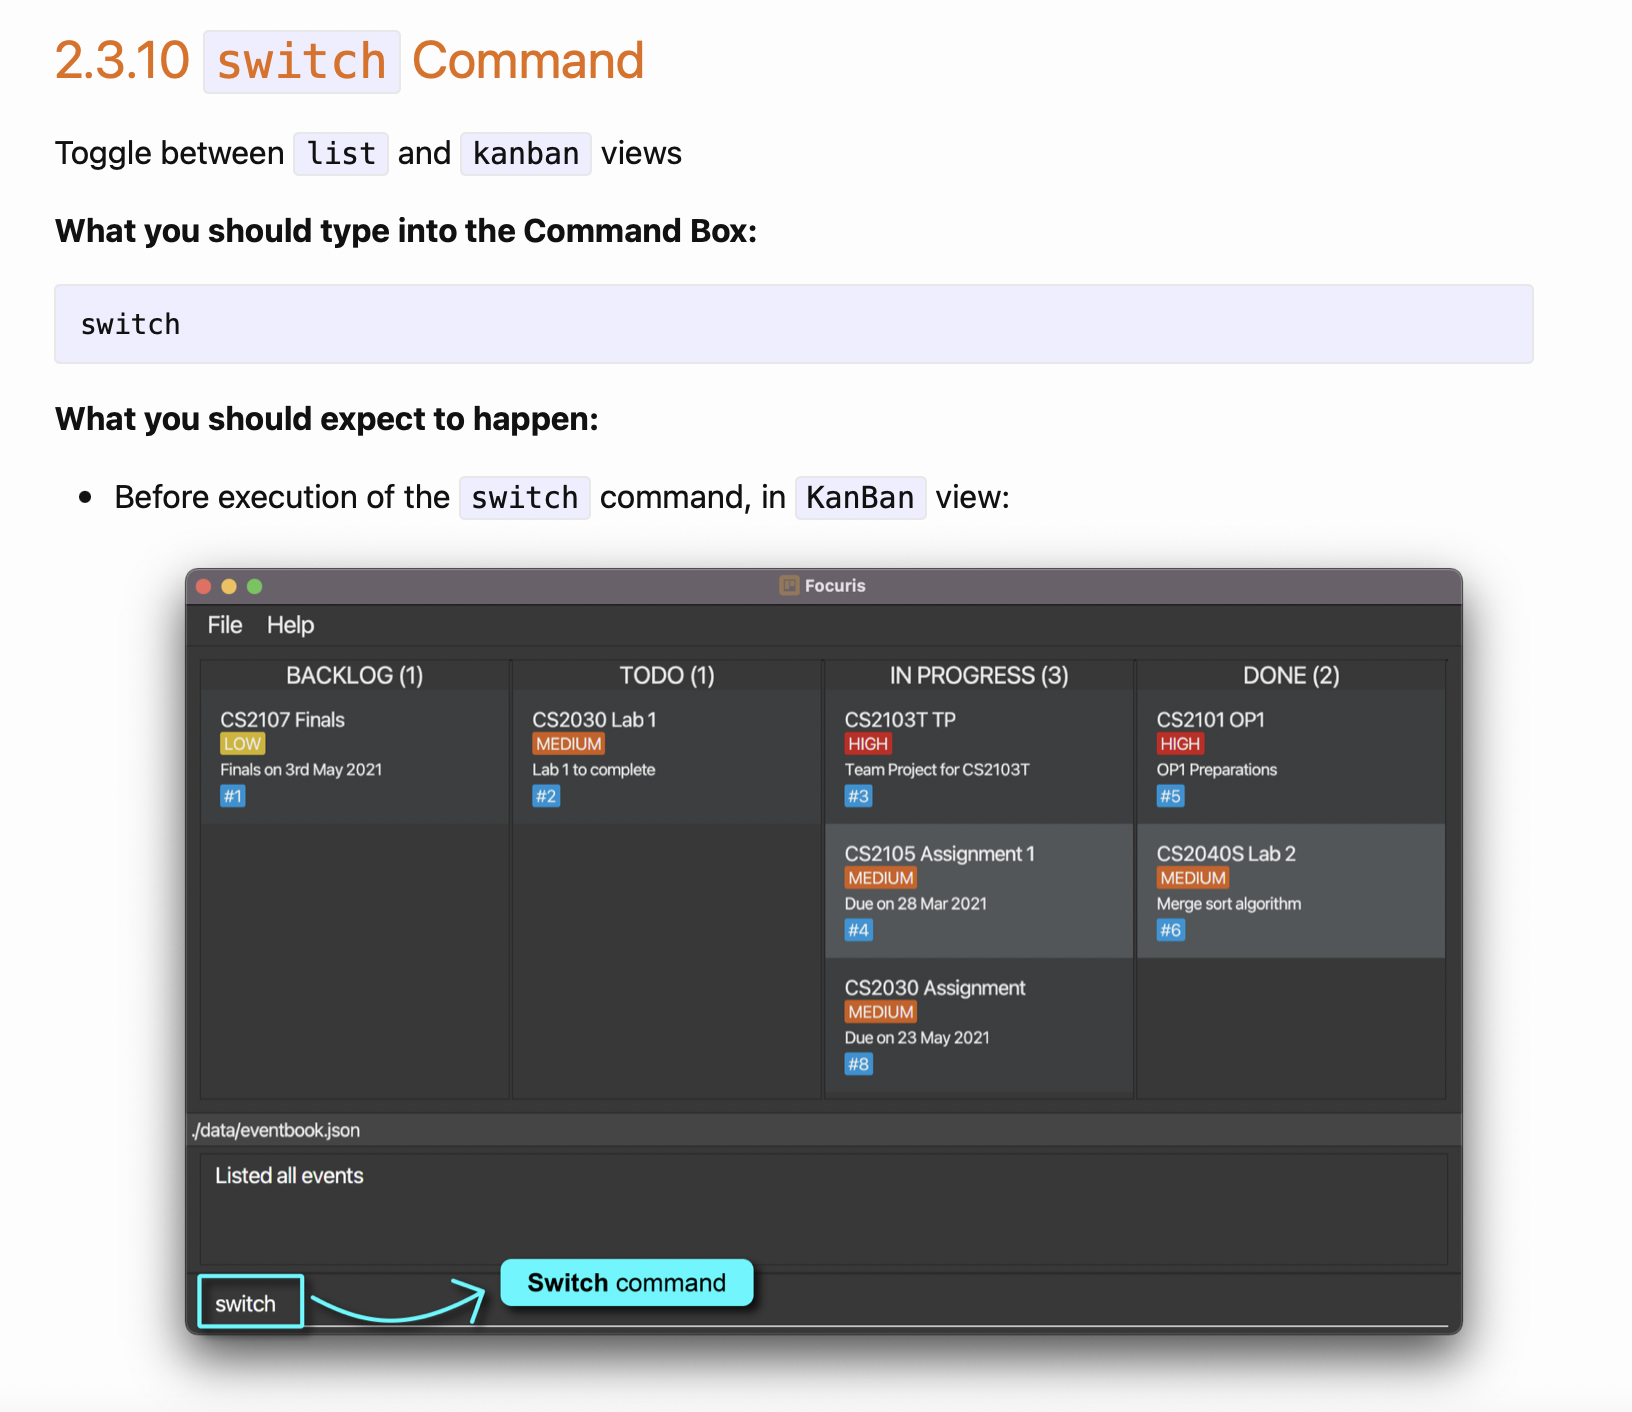 2.3.10 switch Command
Toggle between list and kanban views
What you should type into the Command Box:
switch
What you should expect to happen:
• Before execution of the switch command, in KanBan view:
Focuris
File Help
BACKLOG (1)
CS2107 Finals
LOW
Finals on 3rd May 2021
#1
TODO (1)
CS2030 Lab 1
MEDIUM
Lab 1 to complete
#2
IN PROGRESS (3)
CS2103T TP
HIGH
Team Project for CS2103T
#3
CS2105 Assignment 1
MEDIUM
Due on 28 Mar 2021
#4
CS2030 Assignment
MEDIUM
Due on 23 May 2021
#8
DONE (2)
CS2101 OP1
HIGH
OP1 Preparations
#5
CS2040S Lab 2
MEDIUM
Merge sort algorithm
#6
./data/eventbook.json
Listed all events
switch
Switch command